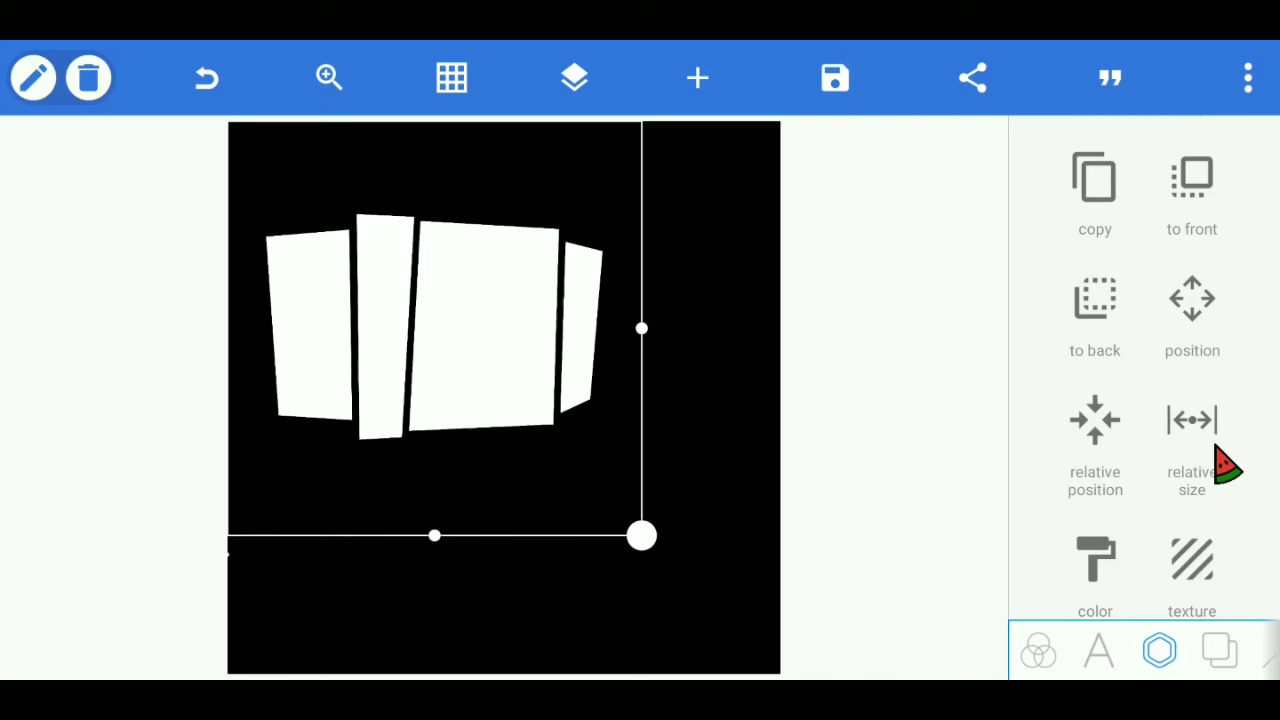 copy
to front
to back
position
relative
position
relative
size
color
texture